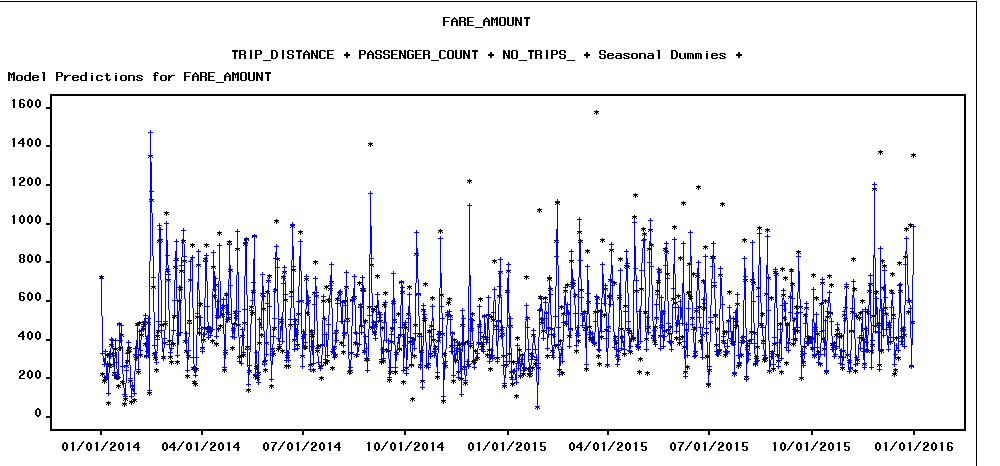 FARE_AMOUNT
TRIP_DISTANCE + PASSENGER_COUNT + NO_TRIPS_ + Seasonal Dummies +
Model Predictions for FARE_AMOUNT
1600
1400
1200
1000
800
600
400
200
0
01/01/2014 04/01/2014 07/01/2014 10/01/2014 01/01/2015 04/01/2015 07/01/2015 10/01/2015 01/01/2016